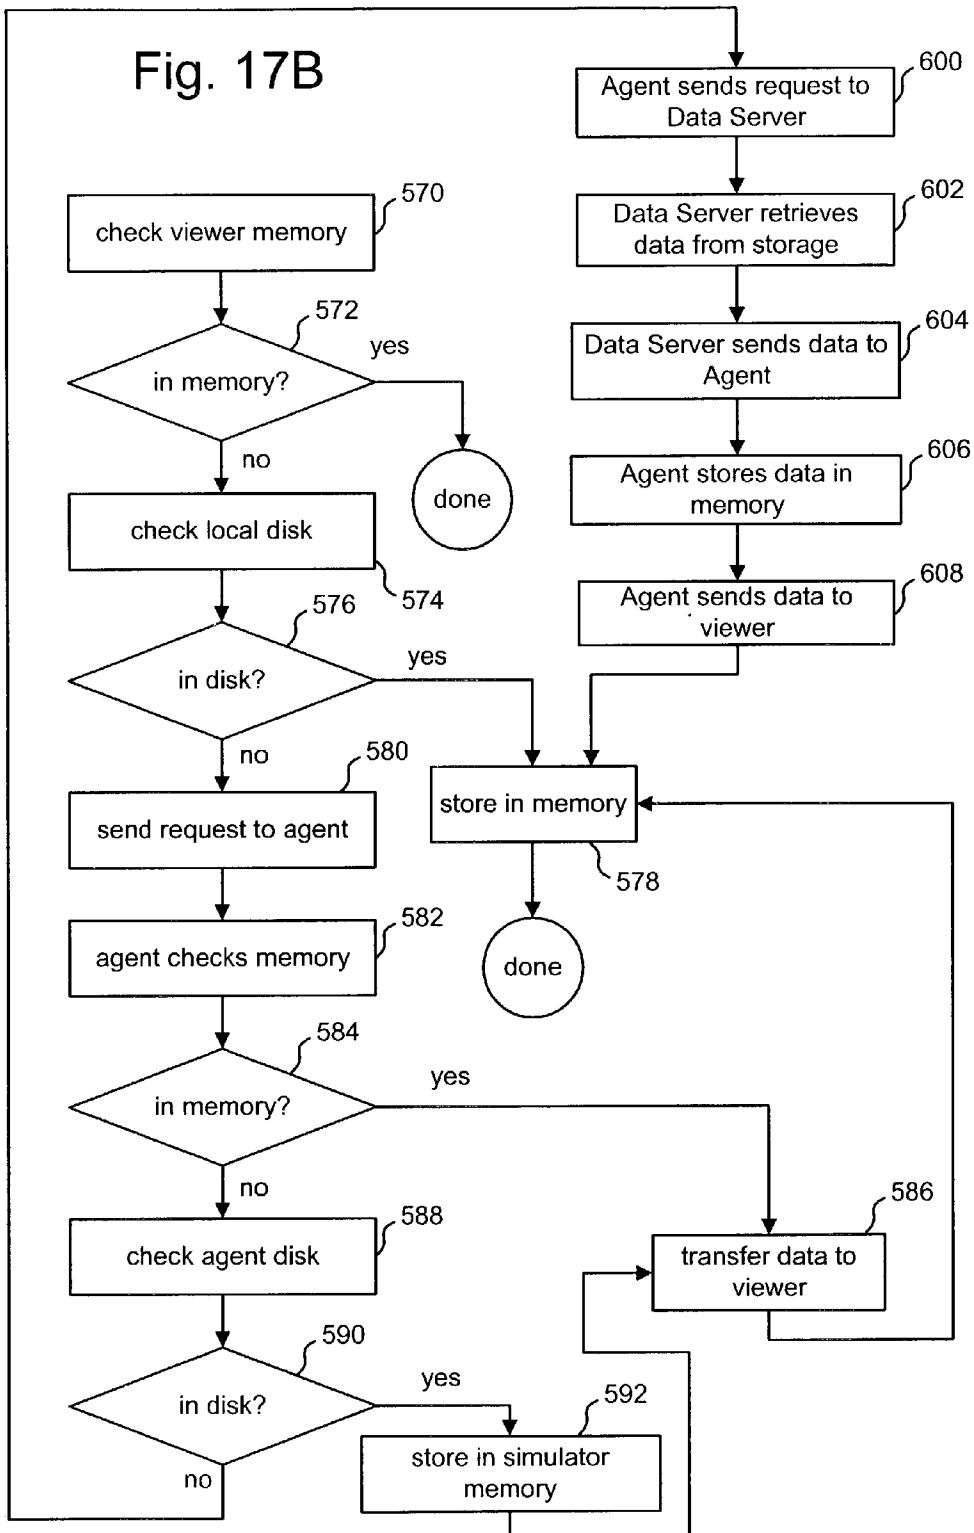 Fig. 17B
570
check viewer memory
572
yes
in memory?
no
done
check local disk
574
576
yes
in disk?
no
580
send request to agent
582
agent checks memory
584
yes
in memory?
no
588
check agent disk
590
yes
in disk?
no
592
store in simulator
memory
600
Agent sends request to
Data Server
602
Data Server retrieves
data from storage
604
Data Server sends data to
Agent
606
Agent stores data in
memory
608
Agent sends data to
viewer
store in memory
578
done
586
transfer data to
viewer